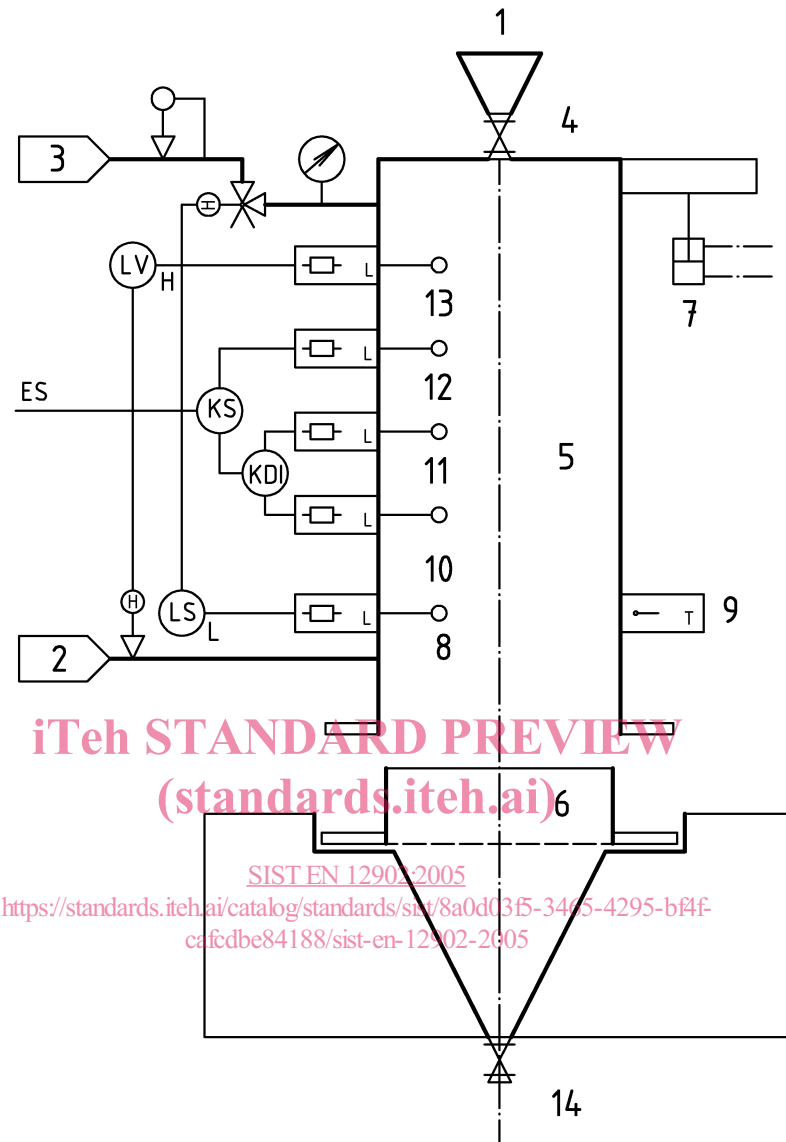 1
4
3
LV
H
H
L
13
7
L
12
ES
KS
L
11
5
KDI
L
10
H
LS
L
L
8
T
9
2
iTeh STANDARD PREVIEW
(standards.iteh.ai)
6
SIST EN 12902:2005
https://standards.iteh.ai/catalog/standards/sist/8a0d03f5-3465-4295-bf4f-
cafcdbe84188/sist-en-12902-2005
14